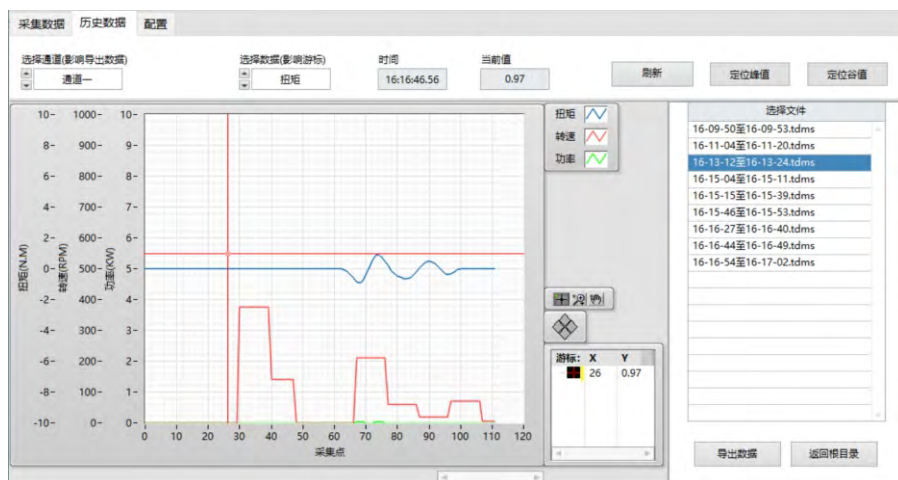 采集数据 历史数据 配置
选择通道(影响导出数据) 选择数据(影响游标) 时间 当前值
通道一 扭矩 16:16:46.56 0.97 刷新 定位峰值 定位谷值
扭矩
转速
功率
10- 1000- 10-
8- 900- 9-
6- 800- 8-
4- 700- 7-
2- 600- 6-
0- 500- 5-
-2- 400- 4-
-4- 300- 3-
-6- 200- 2-
-8- 100- 1-
-10- 0- 0-
扭矩(N.M)
转速(RPM)
功率(KW)
0 10 20 30 40 50 60 70 80 90 100 110 120
采集点
游标: X Y
26 0.97
选择文件
16-09-50至16-09-53.tdms
16-11-04至16-11-20.tdms
16-13-12至16-13-24.tdms
16-15-04至16-15-11.tdms
16-15-15至16-15-39.tdms
16-15-46至16-15-53.tdms
16-16-27至16-16-40.tdms
16-16-44至16-16-49.tdms
16-16-54至16-17-02.tdms
导出数据 返回根目录